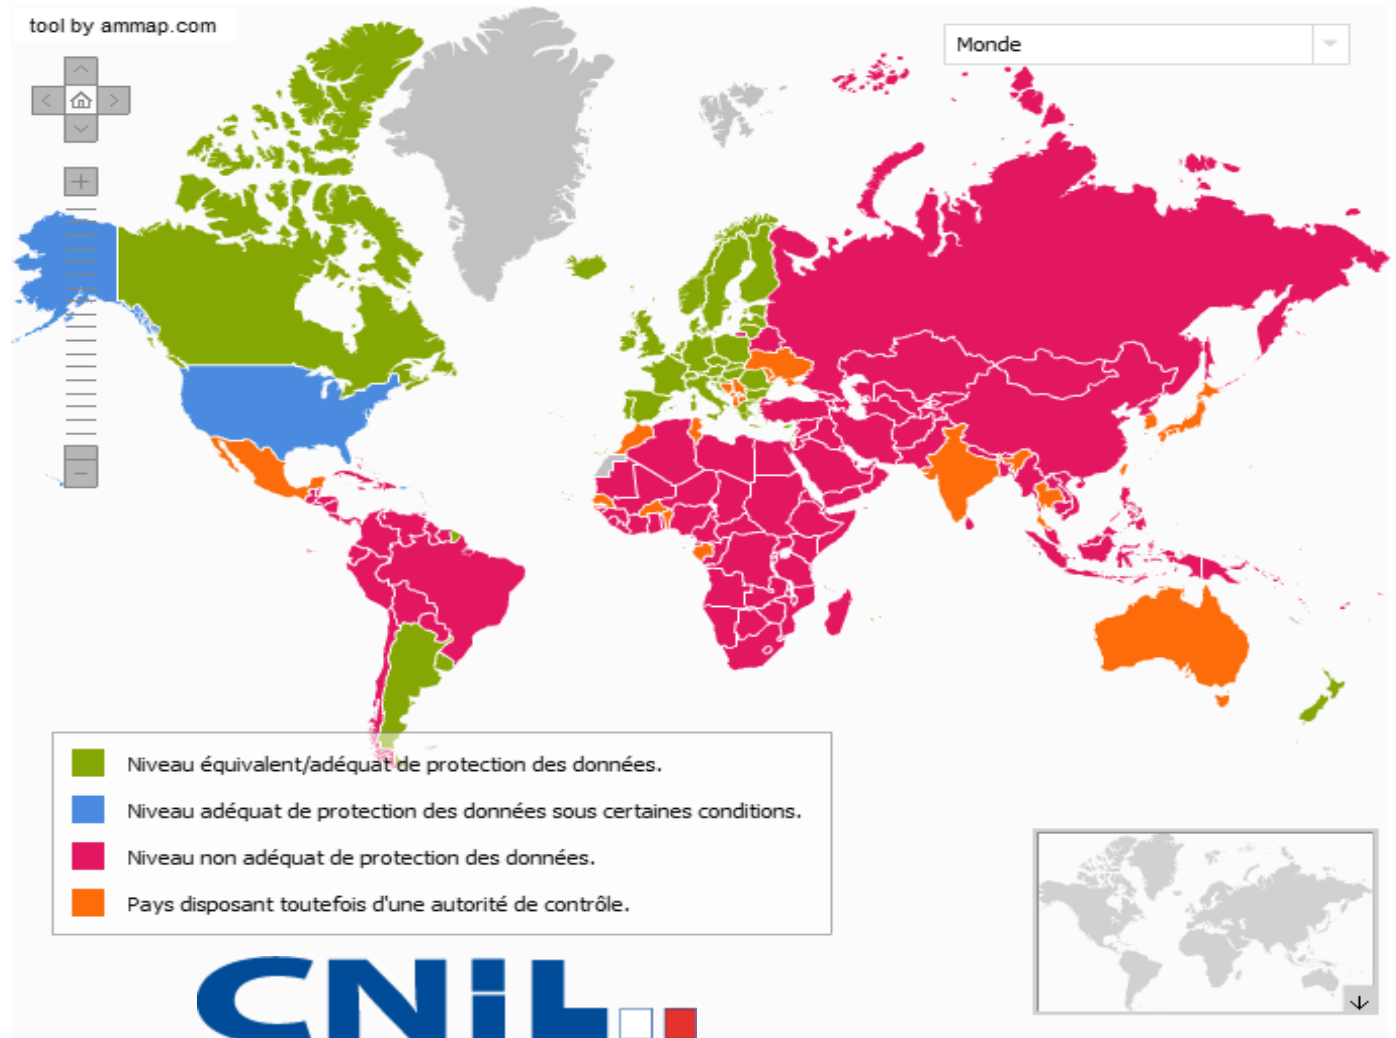 tool by ammap.com
Monde
Niveau équivalent/adéquat de protection des données.
Niveau adéquat de protection des données sous certaines conditions.
Niveau non adéquat de protection des données.
Pays disposant toutefois d'une autorité de contrôle.
CNiL